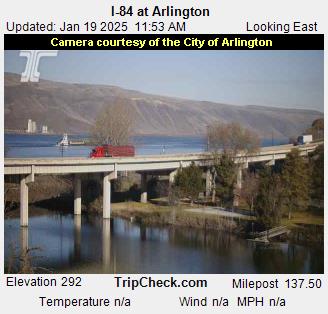 I-84 at Arlington
Updated: Jan 19 2025 11:53 AM Looking East
Camera courtesy of the City of Arlington
Elevation 292 TripCheck.com Milepost 137.50
Temperature n/a Wind n/a MPH n/a